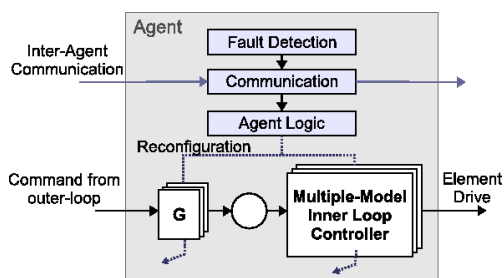 Agent
Fault Detection
Inter-Agent
Communication
Communication
Agent Logic
Reconfiguration
Command from
outer-loop
G
Multiple-Model
Inner Loop
Controller
Element
Drive